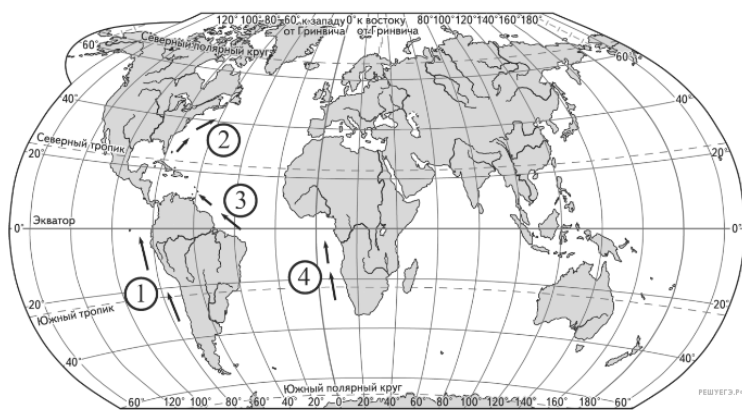 120° 100° 80° 60° к западу от Гринвича 0° к востоку от Гринвича 80° 100° 120° 140° 160° 180°
60° Северный полярный круг 60°
40° 40°
2
Северный тропик
20° 20°
3
Экватор 0° 0°
4
1
20° 20°
Южный тропик
40° 40°
РЕШУЕГЭ.РФ
Южный полярный круг
60° 120° 100° 80° 60° 40° 20° 0° 20° 40° 60° 80° 100° 120° 140° 160° 180° 60°